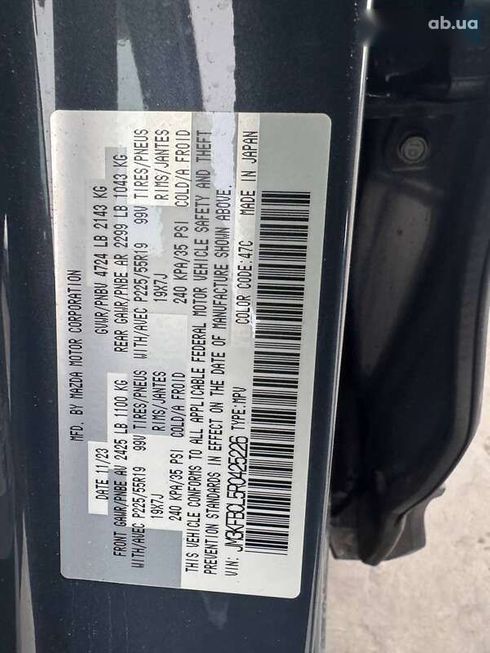 ab.ua
MFD. BY MAZDA MOTOR CORPORATION
DATE 11/23 GVWR/PNBV 4724 LB 2143 KG
FRONT GAWR/PNBE AV 2425 LB 1100 KG REAR GAWR/PNBE AR 2299 LB 1043 KG
WITH/AVEC P225/55R19 99V TIRES/PNEUS WITH/AVEC P225/55R19 99V TIRES/PNEUS
19X7J RIMS/JANTES 19X7J RIMS/JANTES
240 KPA/35 PSI COLD/A FROID 240 KPA/35 PSI COLD/A FROID
THIS VEHICLE CONFORMS TO ALL APPLICABLE FEDERAL MOTOR VEHICLE SAFETY AND THEFT
PREVENTION STANDARDS IN EFFECT ON THE DATE OF MANUFACTURE SHOWN ABOVE.
VIN: JM3KFBCL5R0425226 TYPE:MPV COLOR CODE:47C MADE IN JAPAN